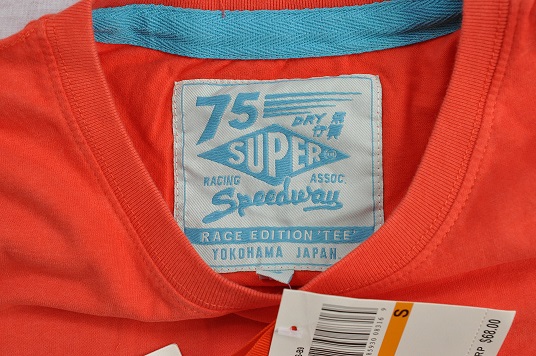 75
DRY
SUPER
RACING ASSOC.
Speedway
RACE EDITION 'TEE'
YOKOHAMA JAPAN
S
$68.00